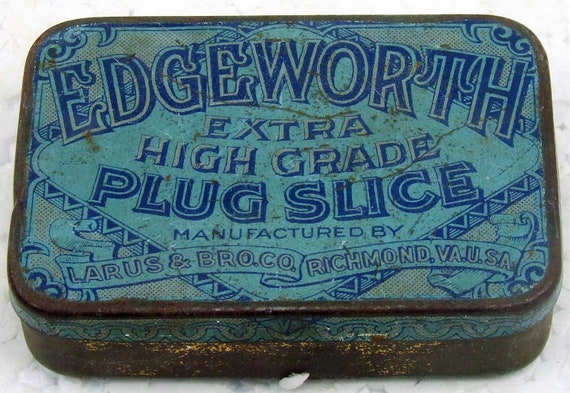 EDGEWORTH
EXTRA
HIGH GRADE
PLUG SLICE
MANUFACTURED BY
LARUS & BRO. CO. RICHMOND, VA. U.S.A.